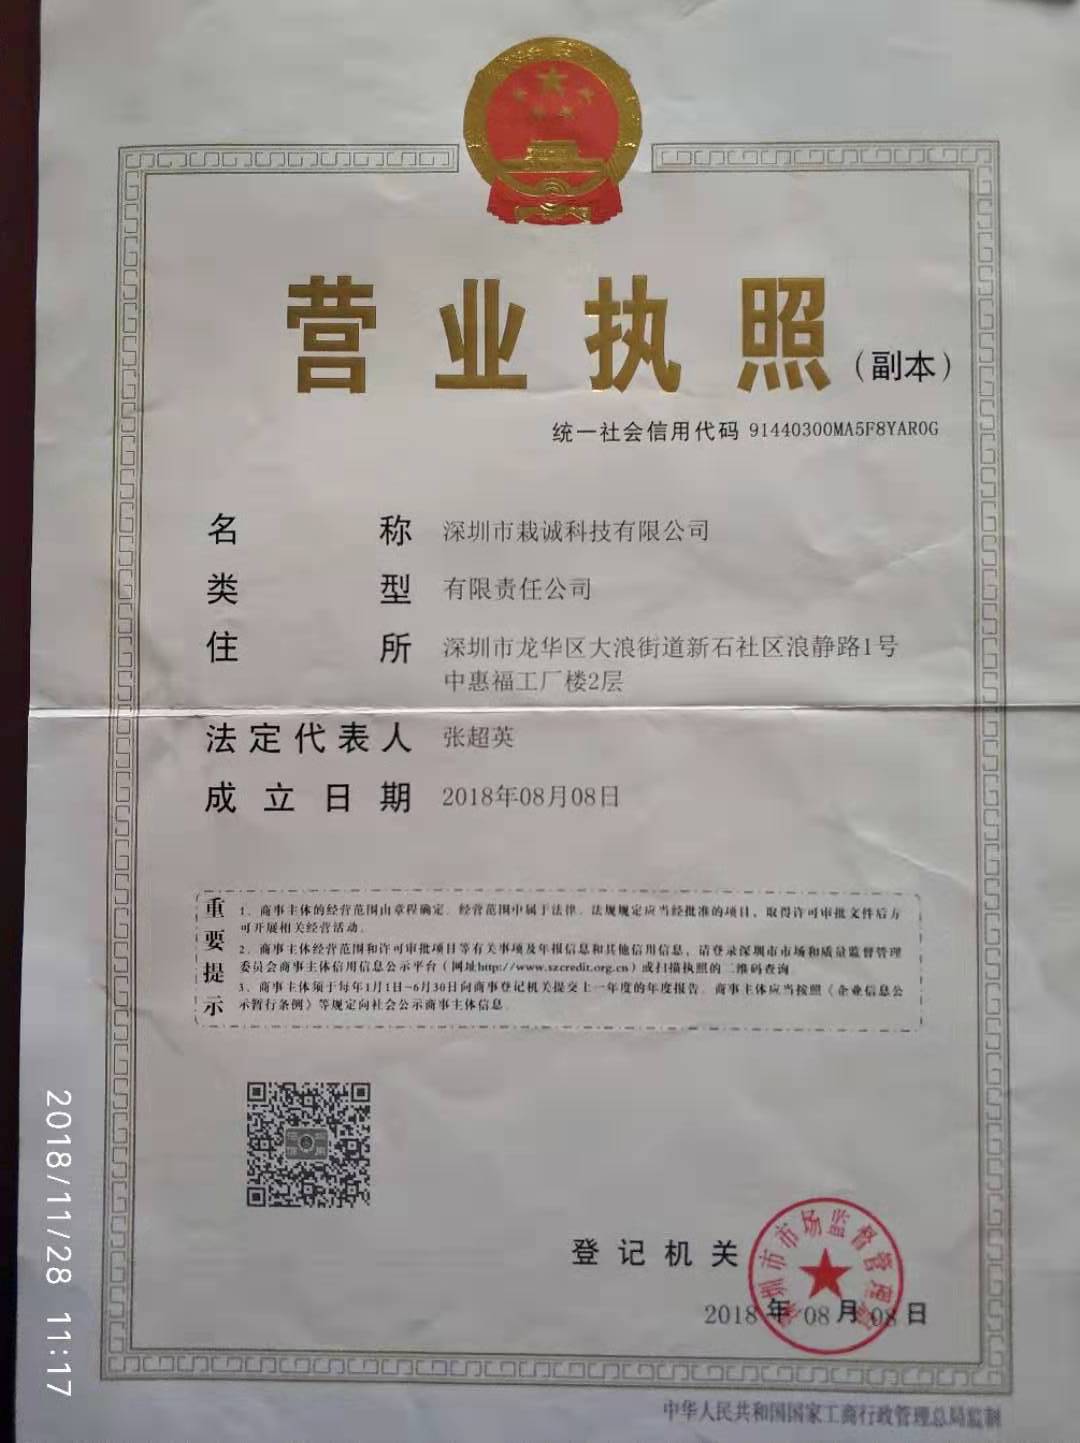 营业执照（副本）
统一社会信用代码 91440300MA5F8YAR0G
名称 深圳市栽诚科技有限公司
类型 有限责任公司
住所 深圳市龙华区大浪街道新石社区浪静路1号
中惠福工厂楼2层
法定代表人 张超英
成立日期 2018年08月08日
重要提示
1、商事主体的经营范围由章程确定。经营范围中属于法律、法规规定应当经批准的项目，取得许可审批文件后方
可开展相关经营活动。
2、商事主体经营范围和许可审批项目等有关事项及年报信息和其他信用信息，请登录深圳市市场和质量监督管理
委员会商事主体信用信息公示平台（网址http://www.szcredit.org.cn）或扫描执照的二维码查询。
3、商事主体须于每年1月1日-6月30日向商事登记机关提交上一年度的年度报告。商事主体应当按照《企业信息公
示暂行条例》等规定向社会公示商事主体信息。
登记机关
深圳市市场监督管理局
2018年08月08日
中华人民共和国国家工商行政管理总局监制
2018/11/28 11:17